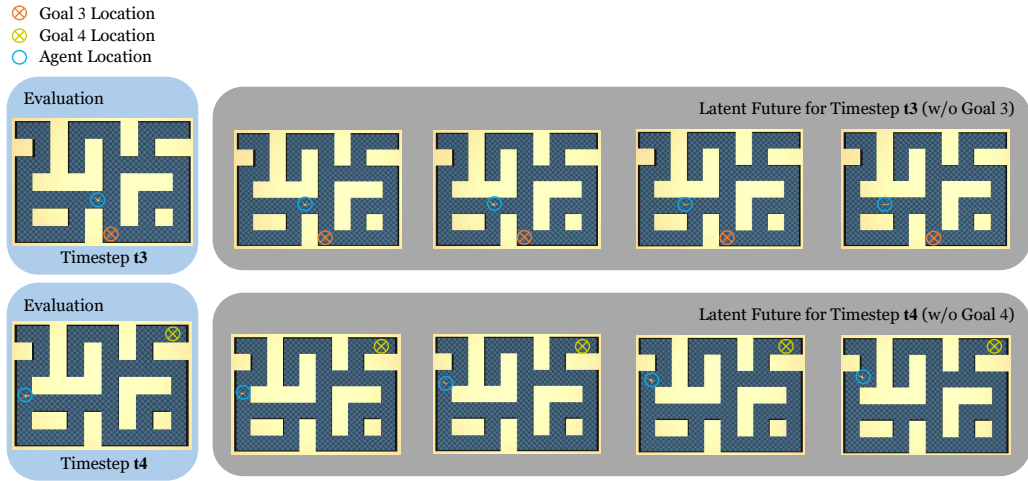 Goal 3 Location
Goal 4 Location
Agent Location
Evaluation
Latent Future for Timestep t3 (w/o Goal 3)
Timestep t3
Evaluation
Latent Future for Timestep t4 (w/o Goal 4)
Timestep t4